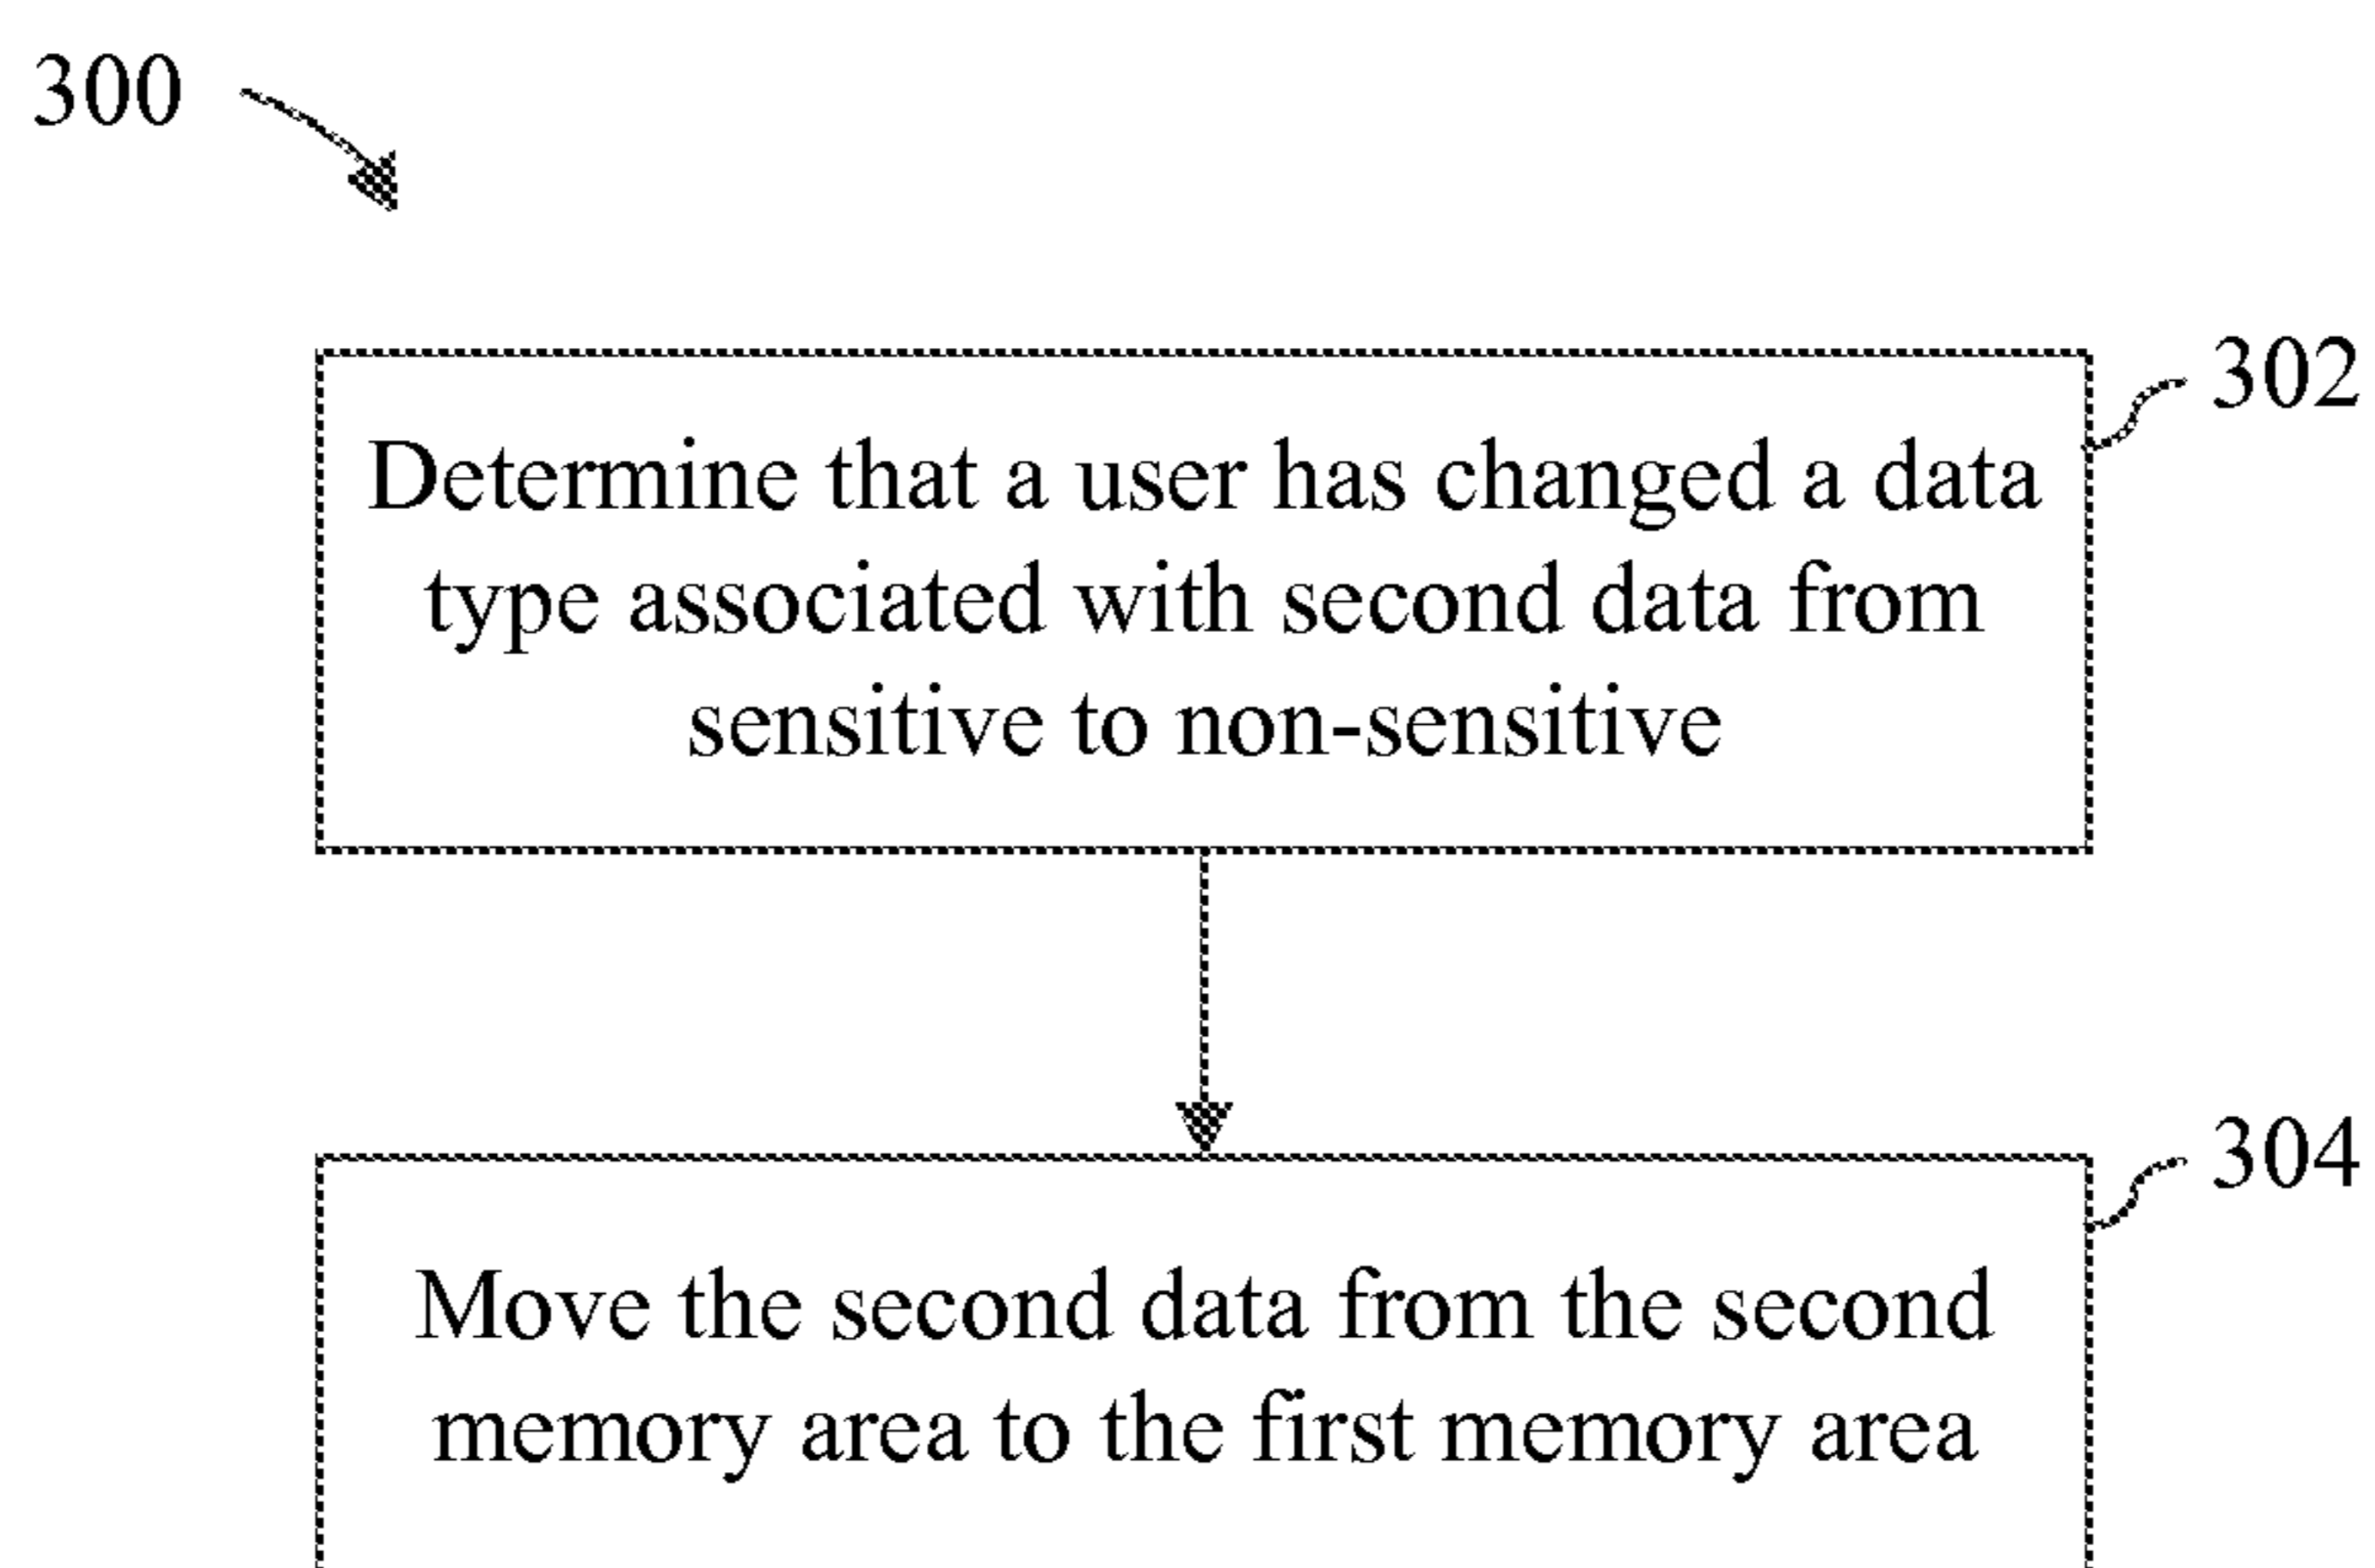 300
302
Determine that a user has changed a data
type associated with second data from
sensitive to non-sensitive
304
Move the second data from the second
memory area to the first memory area